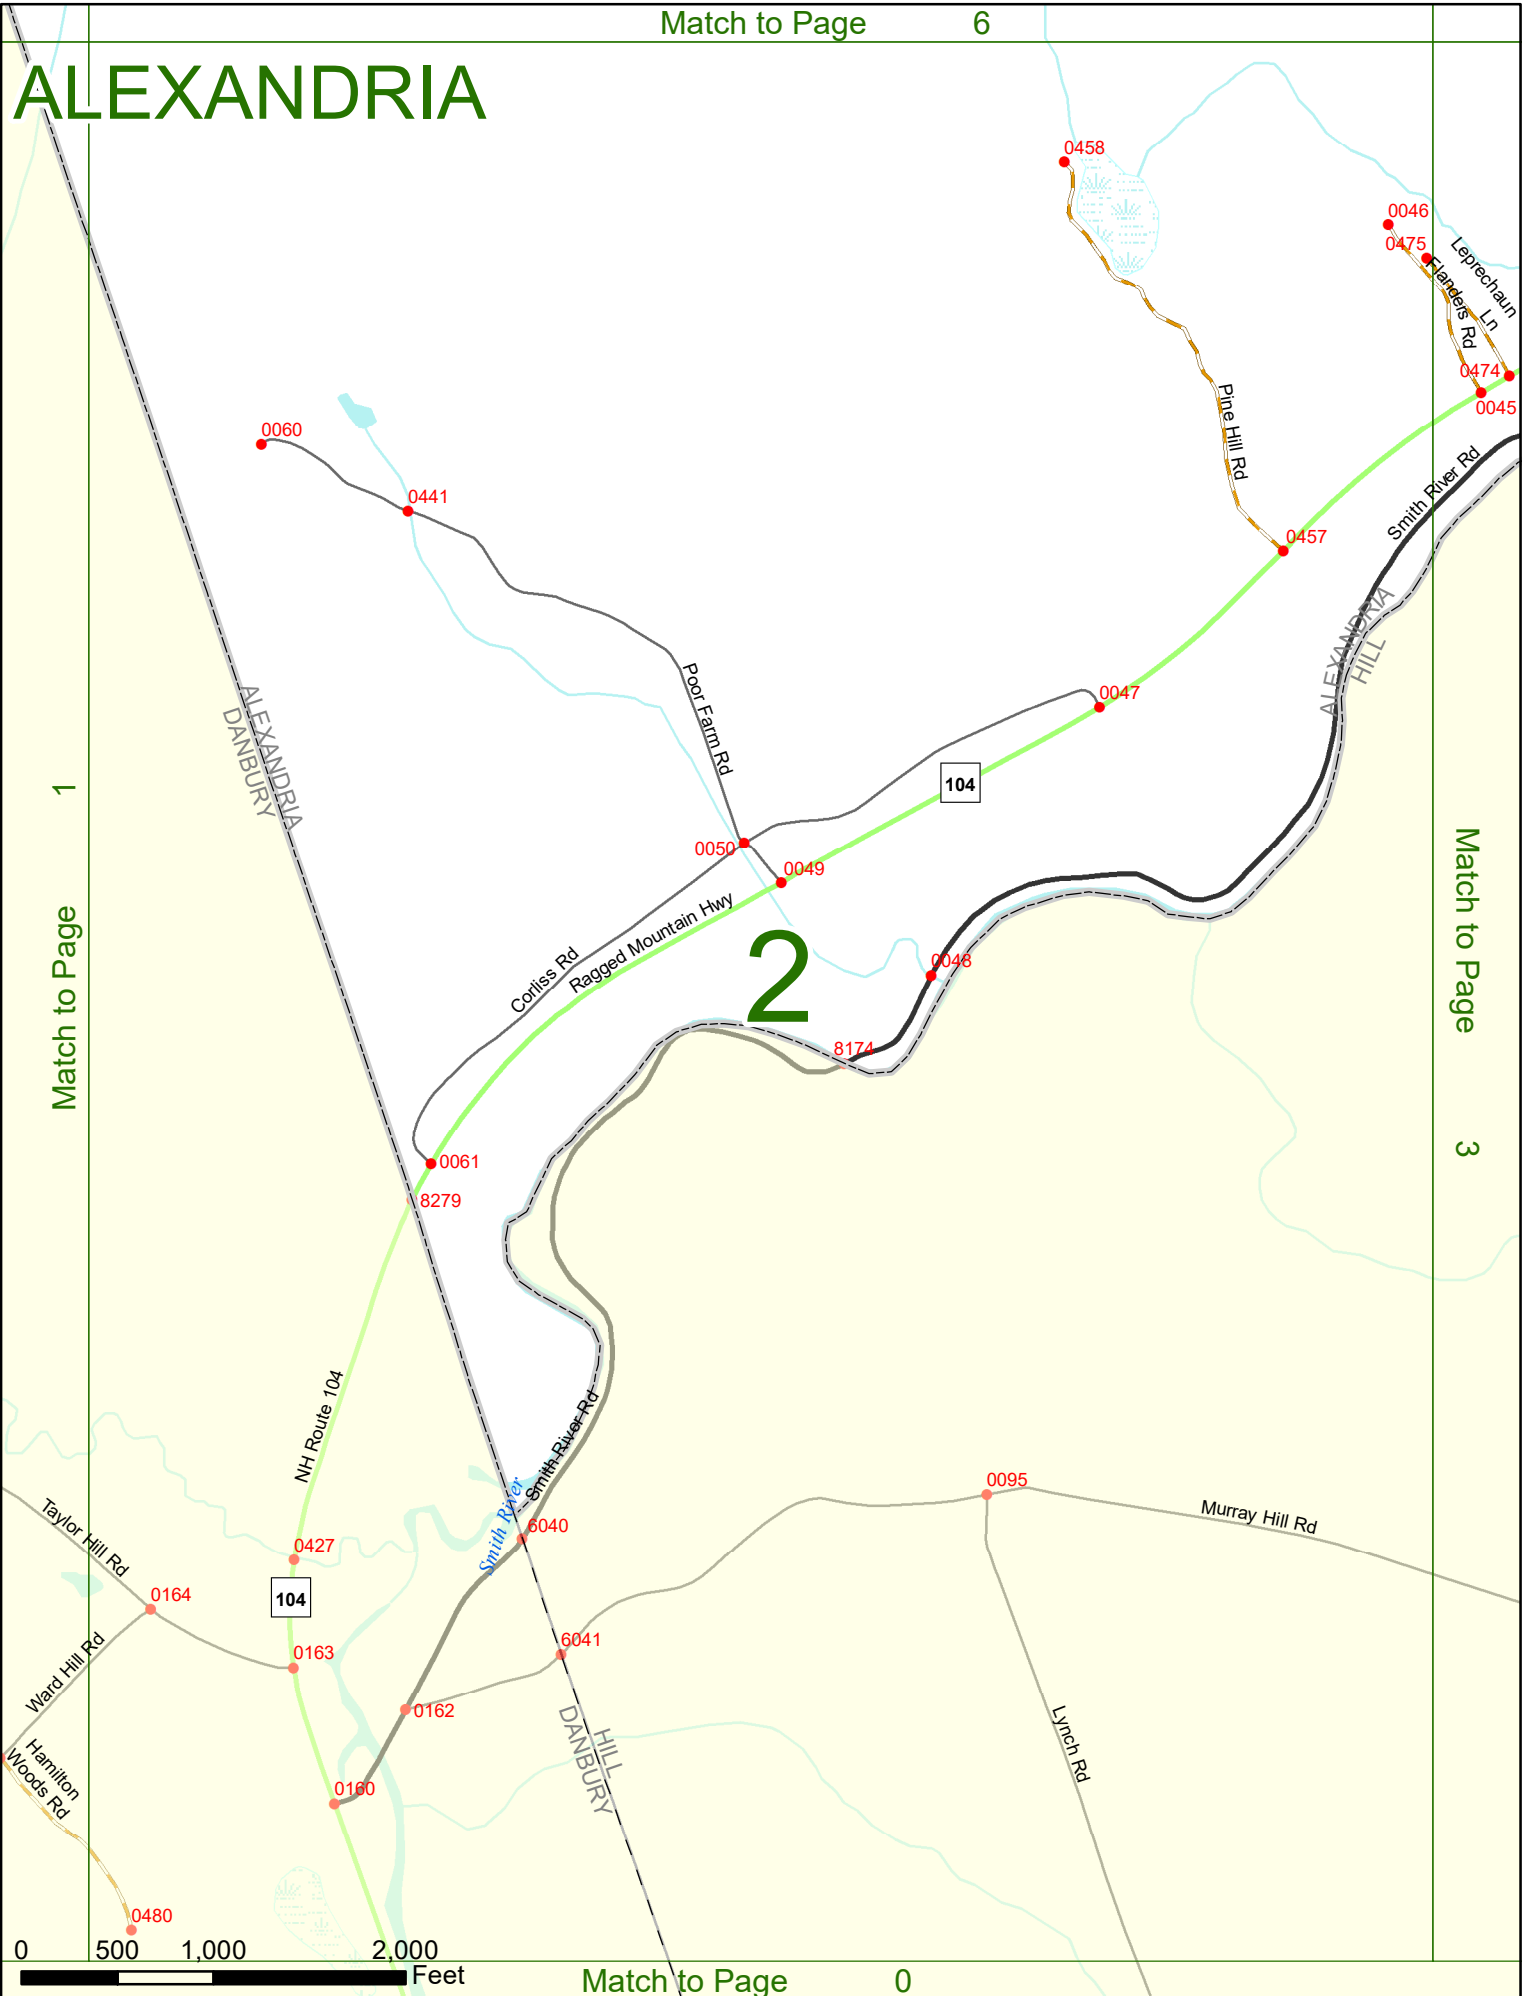 Match to Page 6
ALEXANDRIA
0458
0046
0475
Leprechaun
Ln
Flanders Rd
0474
0045
Pine Hill Rd
0060
0441
Smith River Rd
0457
ALEXANDRIA
HILL
Poor Farm Rd
0047
ALEXANDRIA
DANBURY
104
Match to Page 1
0050
0049
Ragged Mountain Hwy
Corliss Rd
2
0048
Match to Page 3
8174
0061
8279
NH Route 104
Smith River Rd
Smith River
0095
Murray Hill Rd
Taylor Hill Rd
6040
0427
104
0164
Ward Hill Rd
6041
0163
0162
HILL
DANBURY
Lynch Rd
Hamilton
Woods Rd
0160
0480
0 500 1,000 2,000
Feet
Match to Page 0